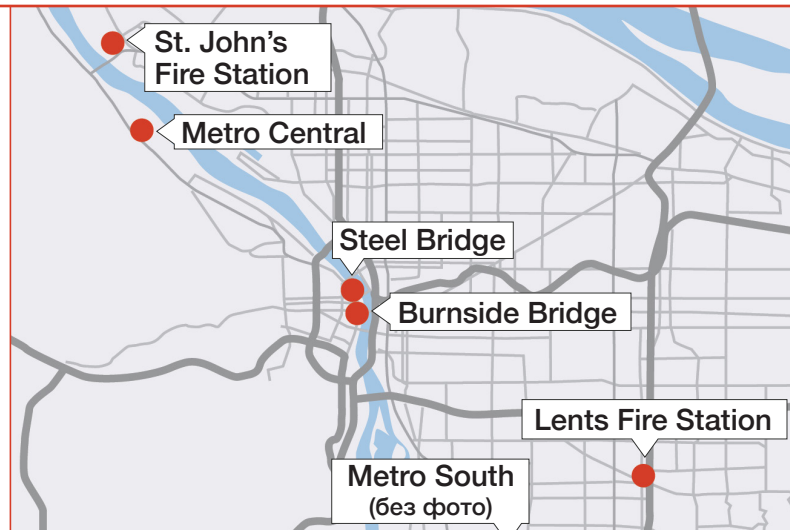 St. John's
Fire Station
Metro Central
Steel Bridge
Burnside Bridge
Lents Fire Station
Metro South
(без фото)